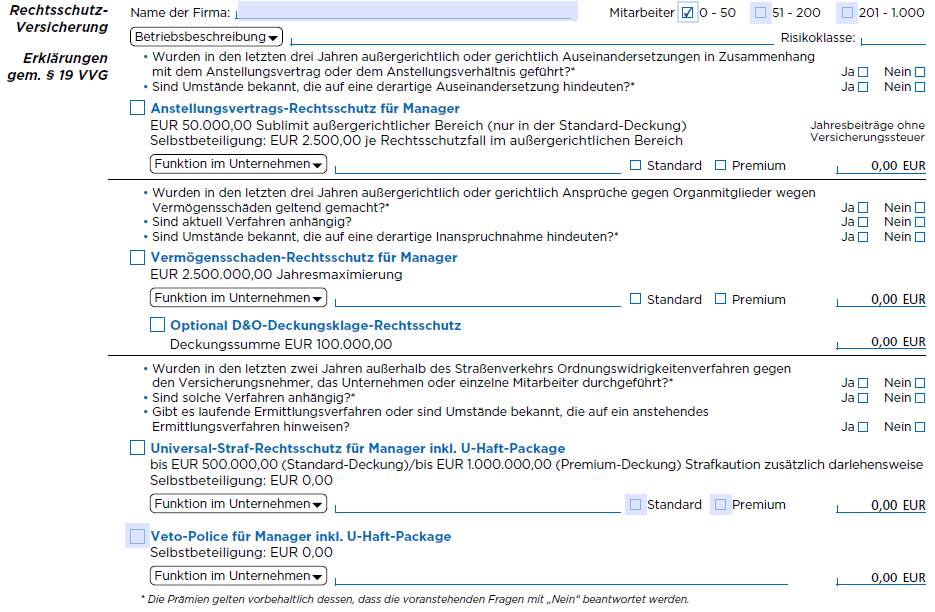 Rechtsschutz-
Versicherung
Erklärungen
gem. § 19 VVG
Name der Firma: Mitarbeiter 0 - 50 51 - 200 201 - 1.000
Betriebsbeschreibung Risikoklasse:
• Wurden in den letzten drei Jahren außergerichtlich oder gerichtlich Auseinandersetzungen in Zusammenhang
mit dem Anstellungsvertrag oder dem Anstellungsverhältnis geführt?* Ja Nein
• Sind Umstände bekannt, die auf eine derartige Auseinandersetzung hindeuten?* Ja Nein
Anstellungsvertrags-Rechtsschutz für Manager
EUR 50.000,00 Sublimit außergerichtlicher Bereich (nur in der Standard-Deckung)
Selbstbeteiligung: EUR 2.500,00 je Rechtsschutzfall im außergerichtlichen Bereich
Jahresbeiträge ohne
Versicherungssteuer
Funktion im Unternehmen Standard Premium 0,00 EUR
• Wurden in den letzten drei Jahren außergerichtlich oder gerichtlich Ansprüche gegen Organmitglieder wegen
Vermögensschäden geltend gemacht?* Ja Nein
• Sind aktuell Verfahren anhängig? Ja Nein
• Sind Umstände bekannt, die auf eine derartige Inanspruchnahme hindeuten?* Ja Nein
Vermögensschaden-Rechtsschutz für Manager
EUR 2.500.000,00 Jahresmaximierung
Funktion im Unternehmen Standard Premium 0,00 EUR
Optional D&O-Deckungsklage-Rechtsschutz
Deckungssumme EUR 100.000,00 0,00 EUR
• Wurden in den letzten zwei Jahren außerhalb des Straßenverkehrs Ordnungswidrigkeitenverfahren gegen
den Versicherungsnehmer, das Unternehmen oder einzelne Mitarbeiter durchgeführt?* Ja Nein
• Sind solche Verfahren anhängig?* Ja Nein
• Gibt es laufende Ermittlungsverfahren oder sind Umstände bekannt, die auf ein anstehendes
Ermittlungsverfahren hinweisen? Ja Nein
Universal-Straf-Rechtsschutz für Manager inkl. U-Haft-Package
bis EUR 500.000,00 (Standard-Deckung)/bis EUR 1.000.000,00 (Premium-Deckung) Strafkaution zusätzlich darlehensweise
Selbstbeteiligung: EUR 0,00
Funktion im Unternehmen Standard Premium 0,00 EUR
Veto-Police für Manager inkl. U-Haft-Package
Selbstbeteiligung: EUR 0,00
Funktion im Unternehmen 0,00 EUR
* Die Prämien gelten vorbehaltlich dessen, dass die voranstehenden Fragen mit „Nein“ beantwortet werden.